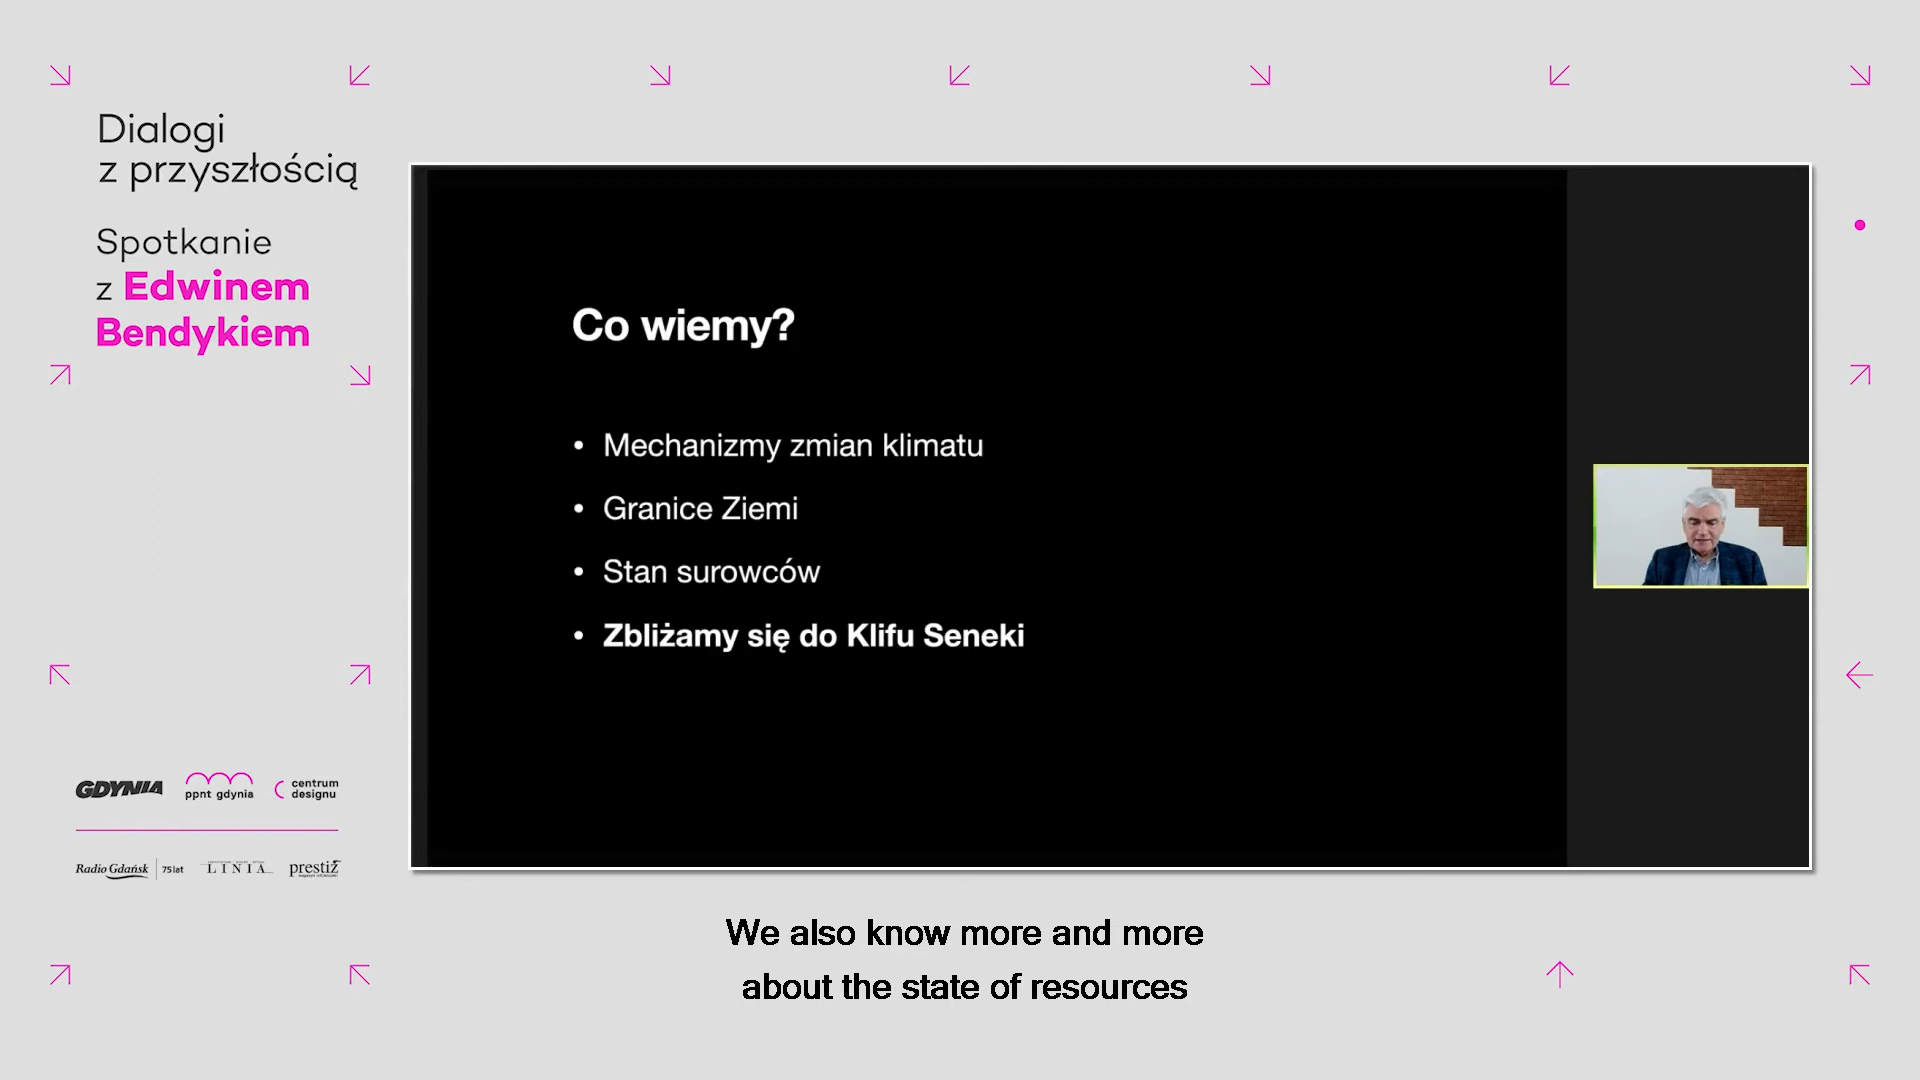 Dialogi
z przyszłością
Spotkanie
z Edwinem
Bendykiem
Co wiemy?
• Mechanizmy zmian klimatu
• Granice Ziemi
• Stan surowców
• Zbliżamy się do Klifu Seneki
GDYNIA
ppnt gdynia
centrum
designu
Radio Gdańsk
75 lat
LINIA
prestiż
We also know more and more
about the state of resources